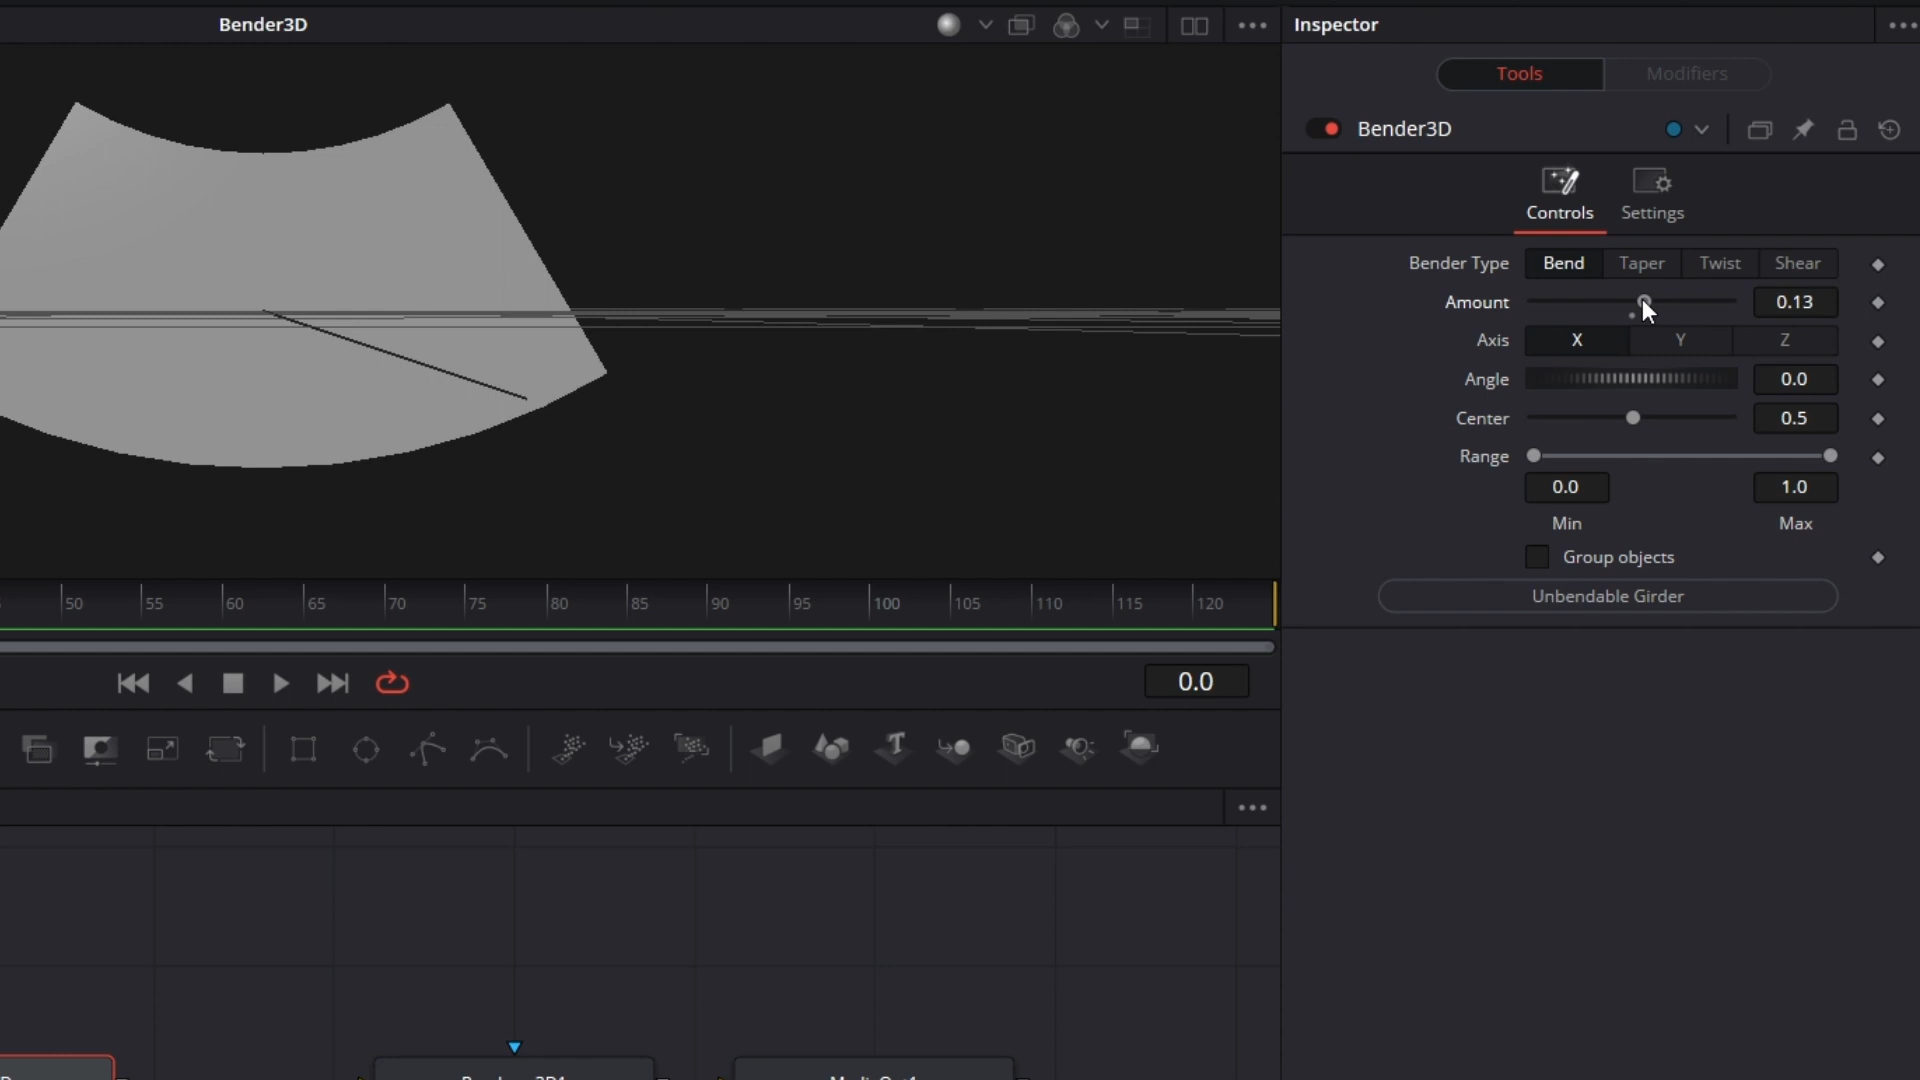 Bender3D
Inspector
Tools
Modifiers
Bender3D
Controls
Settings
Bender Type
Bend
Taper
Twist
Shear
Amount
0.13
Axis
X
Y
Z
Angle
0.0
Center
0.5
Range
0.0
1.0
Min
Max
Group objects
Unbendable Girder
50
55
60
65
70
75
80
85
90
95
100
105
110
115
120
0.0